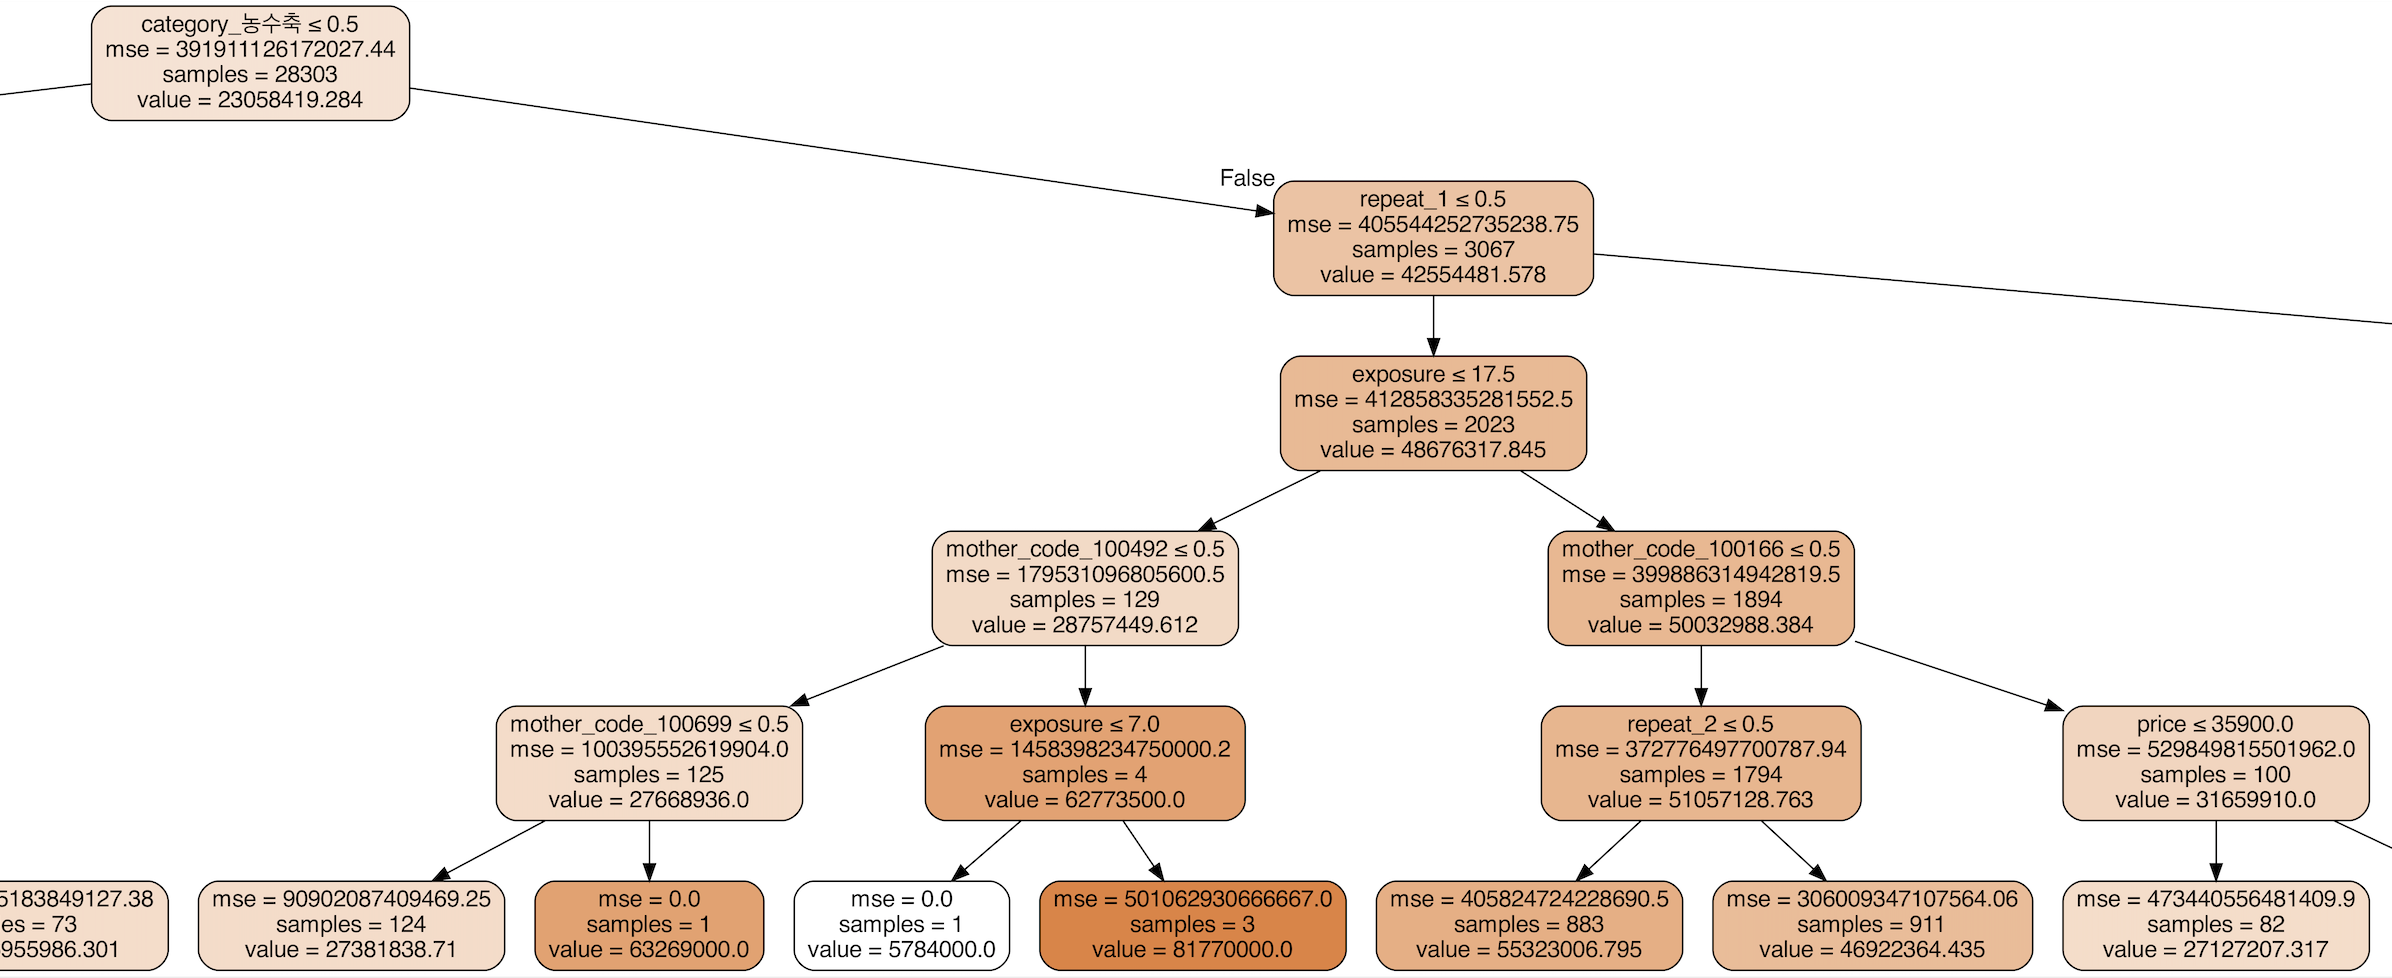 category_농수축 ≤ 0.5
mse = 391911126172027.44
samples = 28303
value = 23058419.284
False
repeat_1 ≤ 0.5
mse = 405544252735238.75
samples = 3067
value = 42554481.578
exposure ≤ 17.5
mse = 412858335281552.5
samples = 2023
value = 48676317.845
mother_code_100492 ≤ 0.5
mse = 179531096805600.5
samples = 129
value = 28757449.612
mother_code_100166 ≤ 0.5
mse = 399886314942819.5
samples = 1894
value = 50032988.384
mother_code_100699 ≤ 0.5
mse = 100395552619904.0
samples = 125
value = 27668936.0
exposure ≤ 7.0
mse = 1458398234750000.2
samples = 4
value = 62773500.0
repeat_2 ≤ 0.5
mse = 372776497700787.94
samples = 1794
value = 51057128.763
price ≤ 35900.0
mse = 529849815501962.0
samples = 100
value = 31659910.0
5183849127.38
es = 73
955986.301
mse = 90902087409469.25
samples = 124
value = 27381838.71
mse = 0.0
samples = 1
value = 63269000.0
mse = 0.0
samples = 1
value = 5784000.0
mse = 501062930666667.0
samples = 3
value = 81770000.0
mse = 405824724228690.5
samples = 883
value = 55323006.795
mse = 306009347107564.06
samples = 911
value = 46922364.435
mse = 473440556481409.9
samples = 82
value = 27127207.317